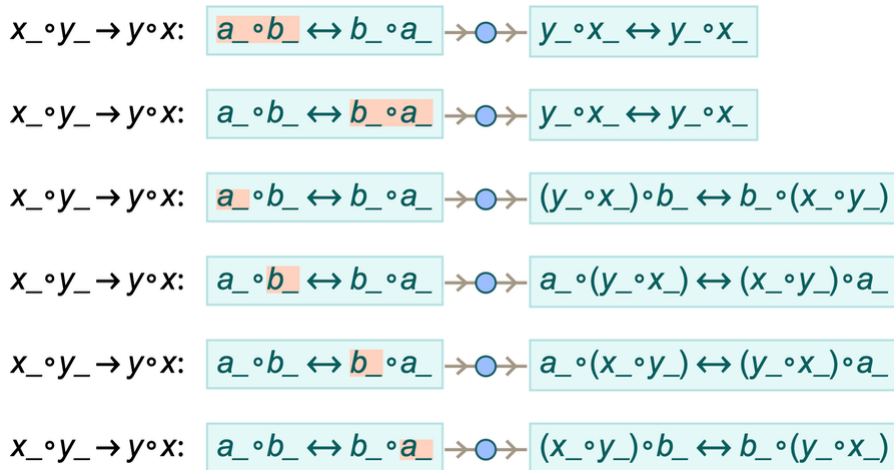 x_∘y_→y∘x: a_∘b_↔b_∘a_ y_∘x_↔y_∘x_
x_∘y_→y∘x: a_∘b_↔b_∘a_ y_∘x_↔y_∘x_
x_∘y_→y∘x: a_∘b_↔b_∘a_ (y_∘x_)∘b_↔b_∘(x_∘y_)
x_∘y_→y∘x: a_∘b_↔b_∘a_ a_∘(y_∘x_)↔(x_∘y_)∘a_
x_∘y_→y∘x: a_∘b_↔b_∘a_ a_∘(x_∘y_)↔(y_∘x_)∘a_
x_∘y_→y∘x: a_∘b_↔b_∘a_ (x_∘y_)∘b_↔b_∘(y_∘x_)